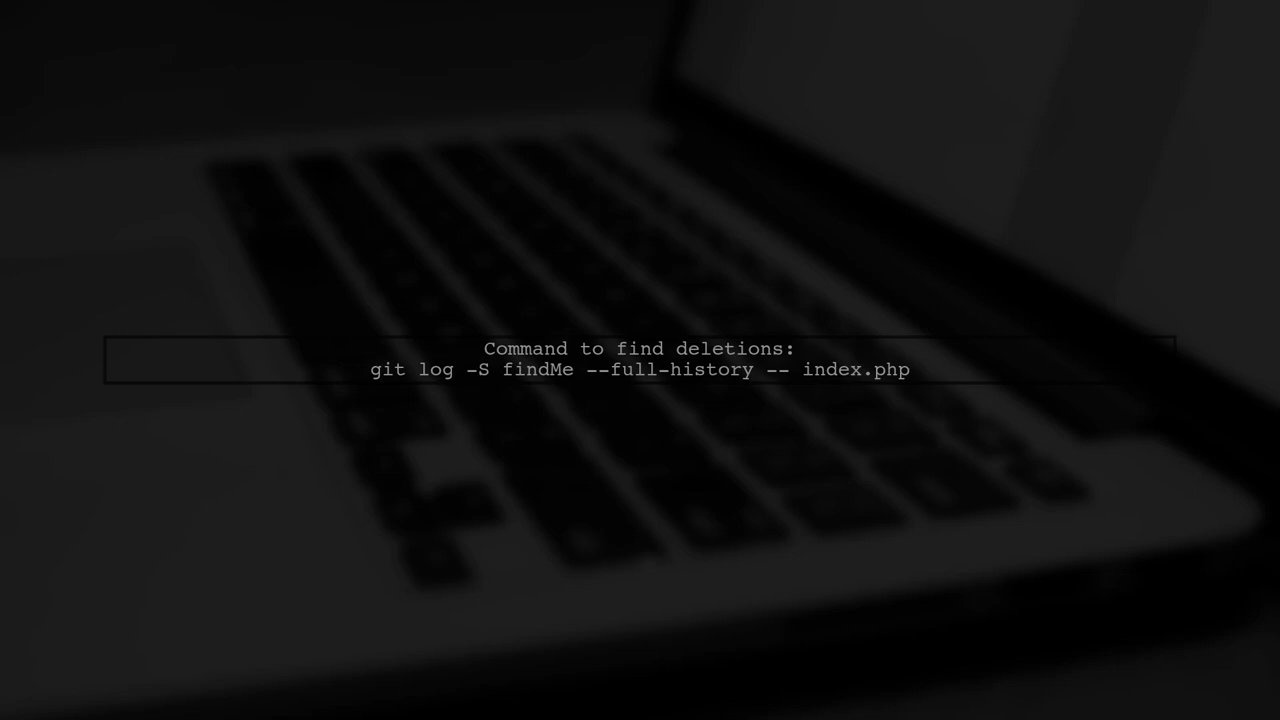 Command to find deletions:
git log -S findMe --full-history -- index.php